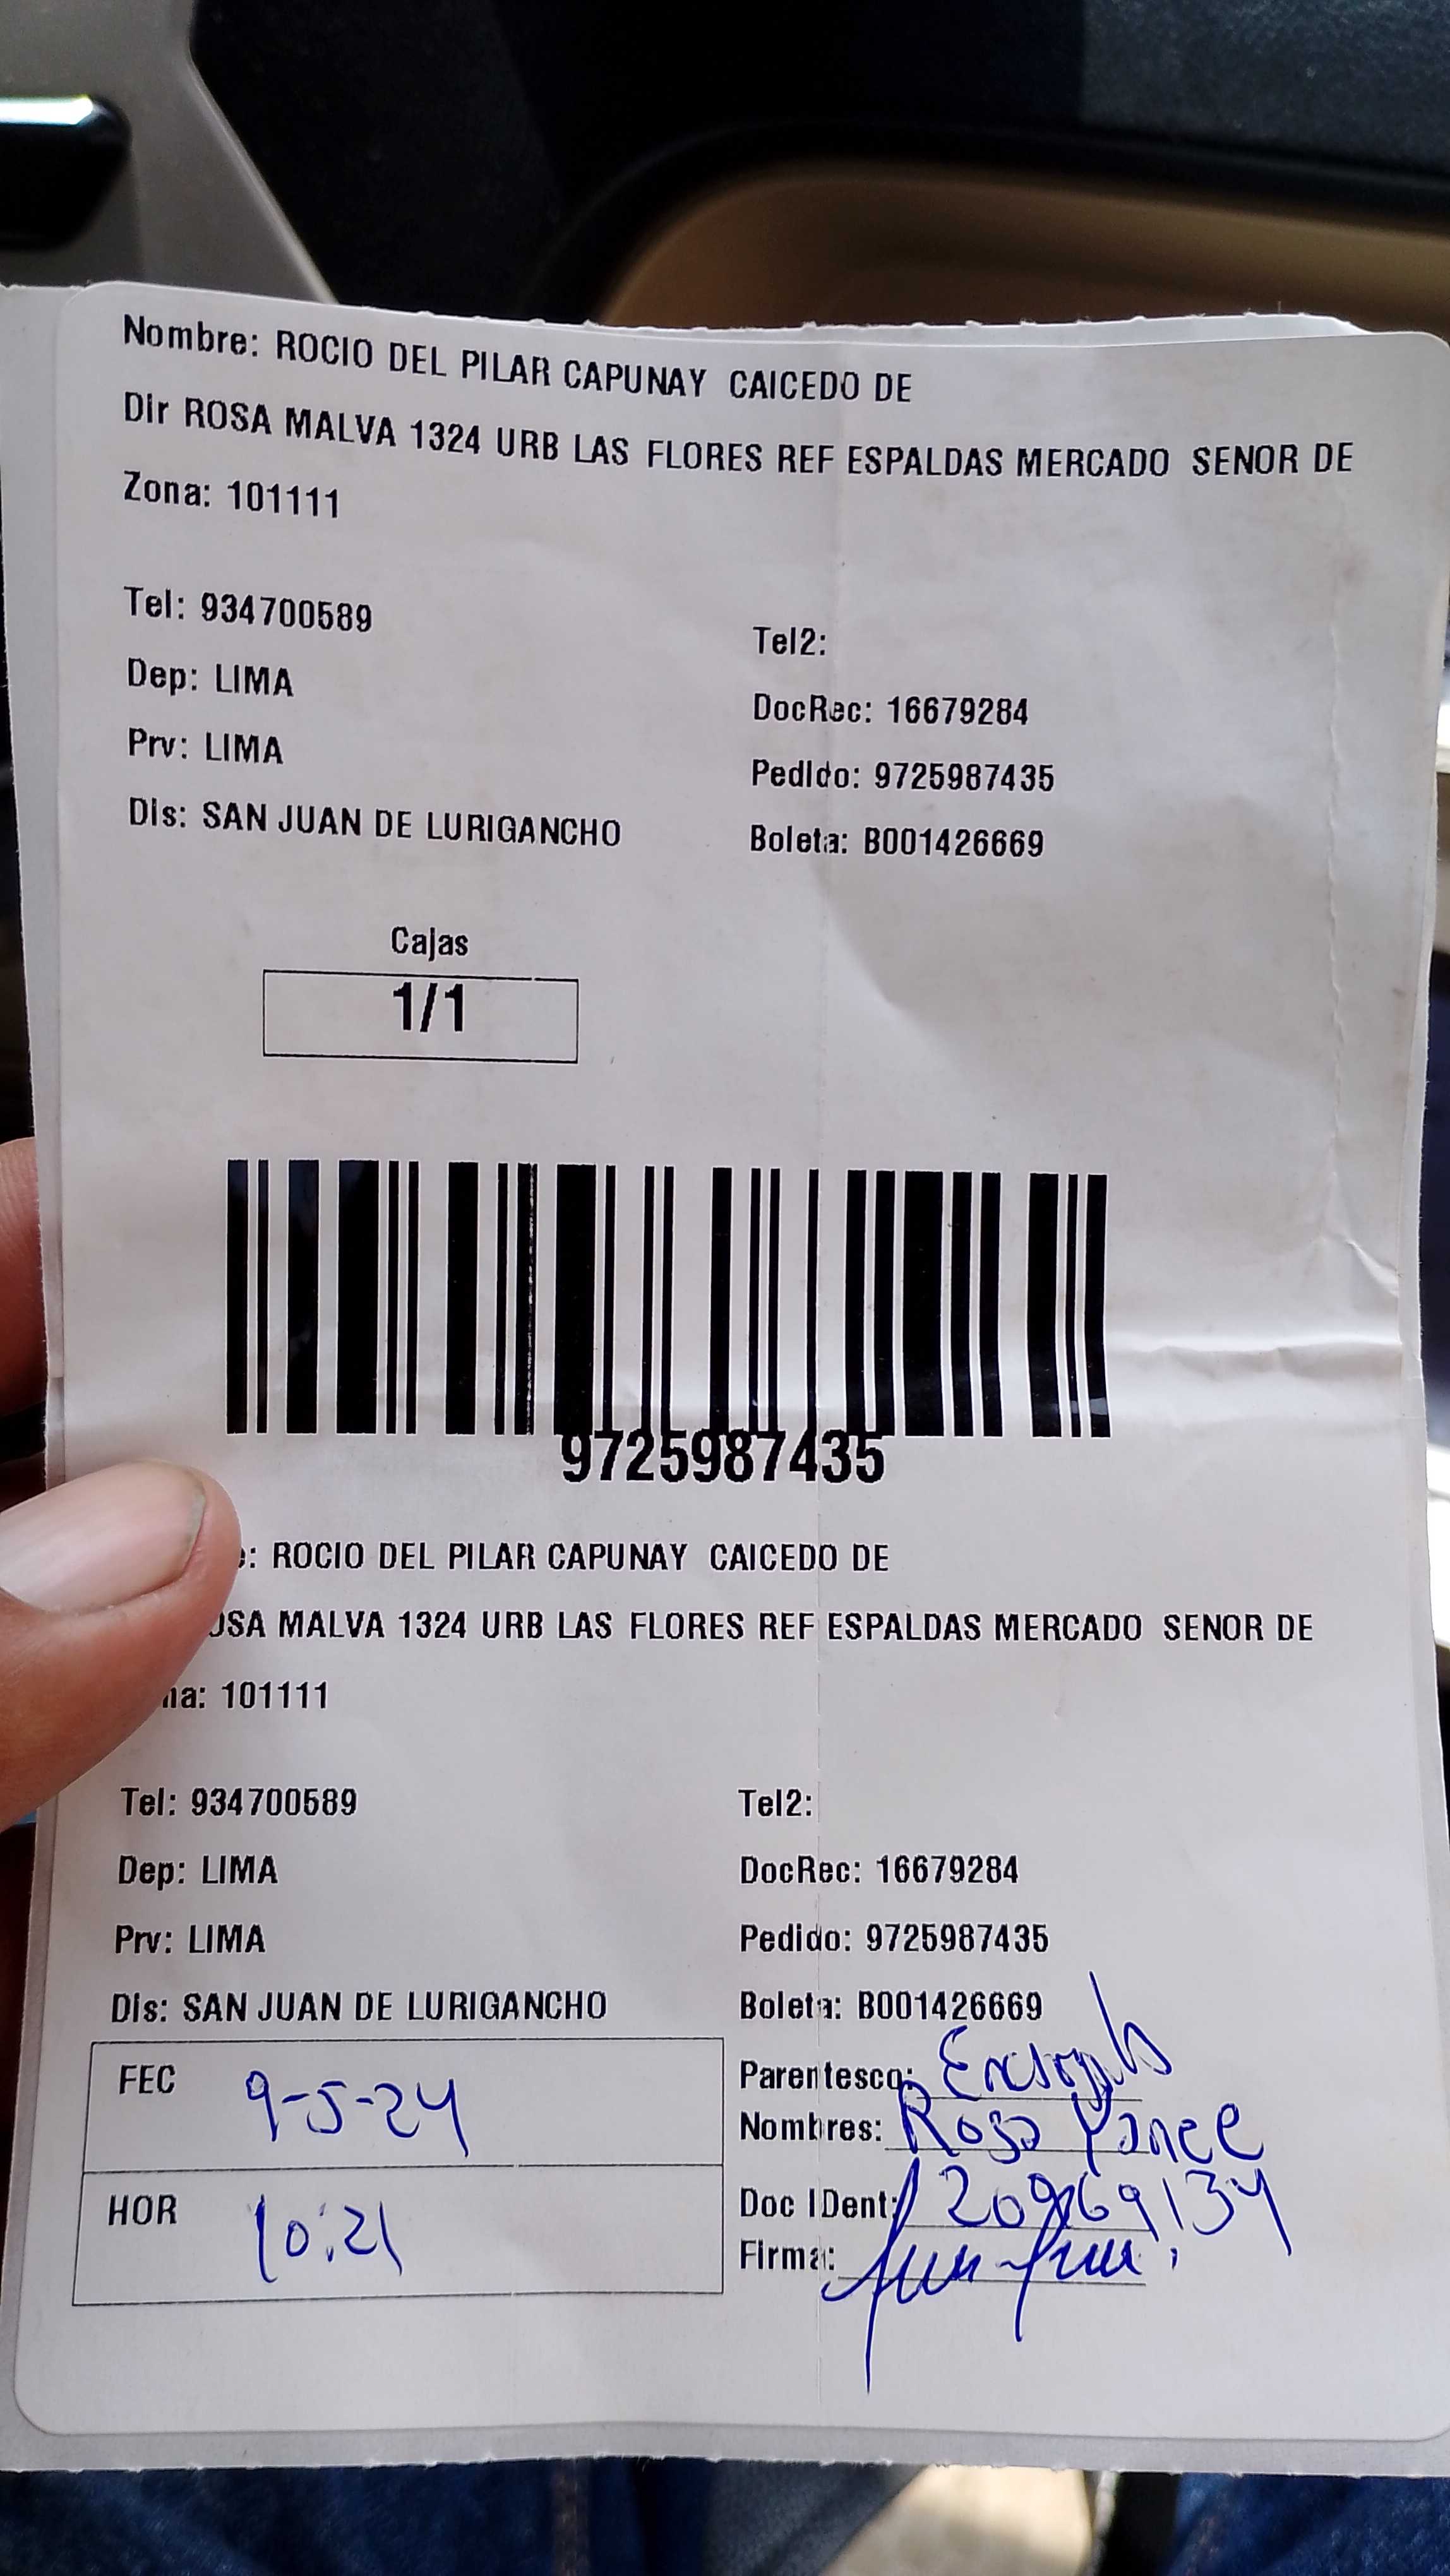 Nombre: ROCIO DEL PILAR CAPUNAY CAICEDO DE
Dir ROSA MALVA 1324 URB LAS FLORES REF ESPALDAS MERCADO SENOR DE
Zona: 101111
Tel: 934700589
Tel2:
Dep: LIMA
DocRec: 16679284
Prv: LIMA
Pedido: 9725987435
Dis: SAN JUAN DE LURIGANCHO
Boleta: B001426669
Cajas
1/1
9725987435
: ROCIO DEL PILAR CAPUNAY CAICEDO DE
OSA MALVA 1324 URB LAS FLORES REF ESPALDAS MERCADO SENOR DE
na: 101111
Tel: 934700589
Tel2:
Dep: LIMA
DocRec: 16679284
Prv: LIMA
Pedido: 9725987435
Dis: SAN JUAN DE LURIGANCHO
Boleta: B001426669
FEC 9-5-24
Parentesco:
Nombres: Rosa Yance
HOR 10:21
Doc IDent:
Firma: